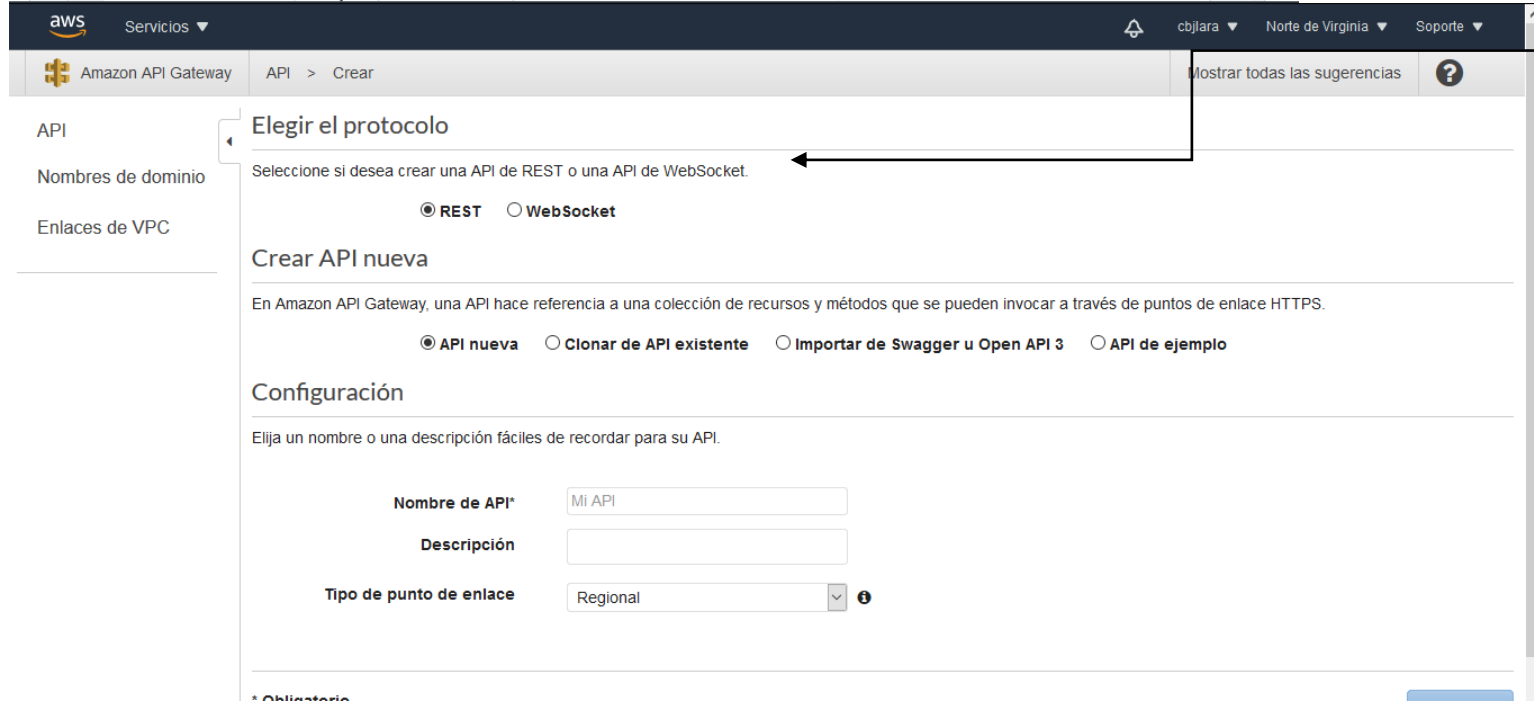 aws Servicios cbjlara Norte de Virginia Soporte
Amazon API Gateway API > Crear Mostrar todas las sugerencias
API
Nombres de dominio
Enlaces de VPC
Elegir el protocolo
Seleccione si desea crear una API de REST o una API de WebSocket.
REST WebSocket
Crear API nueva
En Amazon API Gateway, una API hace referencia a una colección de recursos y métodos que se pueden invocar a través de puntos de enlace HTTPS.
API nueva Clonar de API existente Importar de Swagger u Open API 3 API de ejemplo
Configuración
Elija un nombre o una descripción fáciles de recordar para su API.
Nombre de API* Mi API
Descripción
Tipo de punto de enlace Regional
* Obligatorio